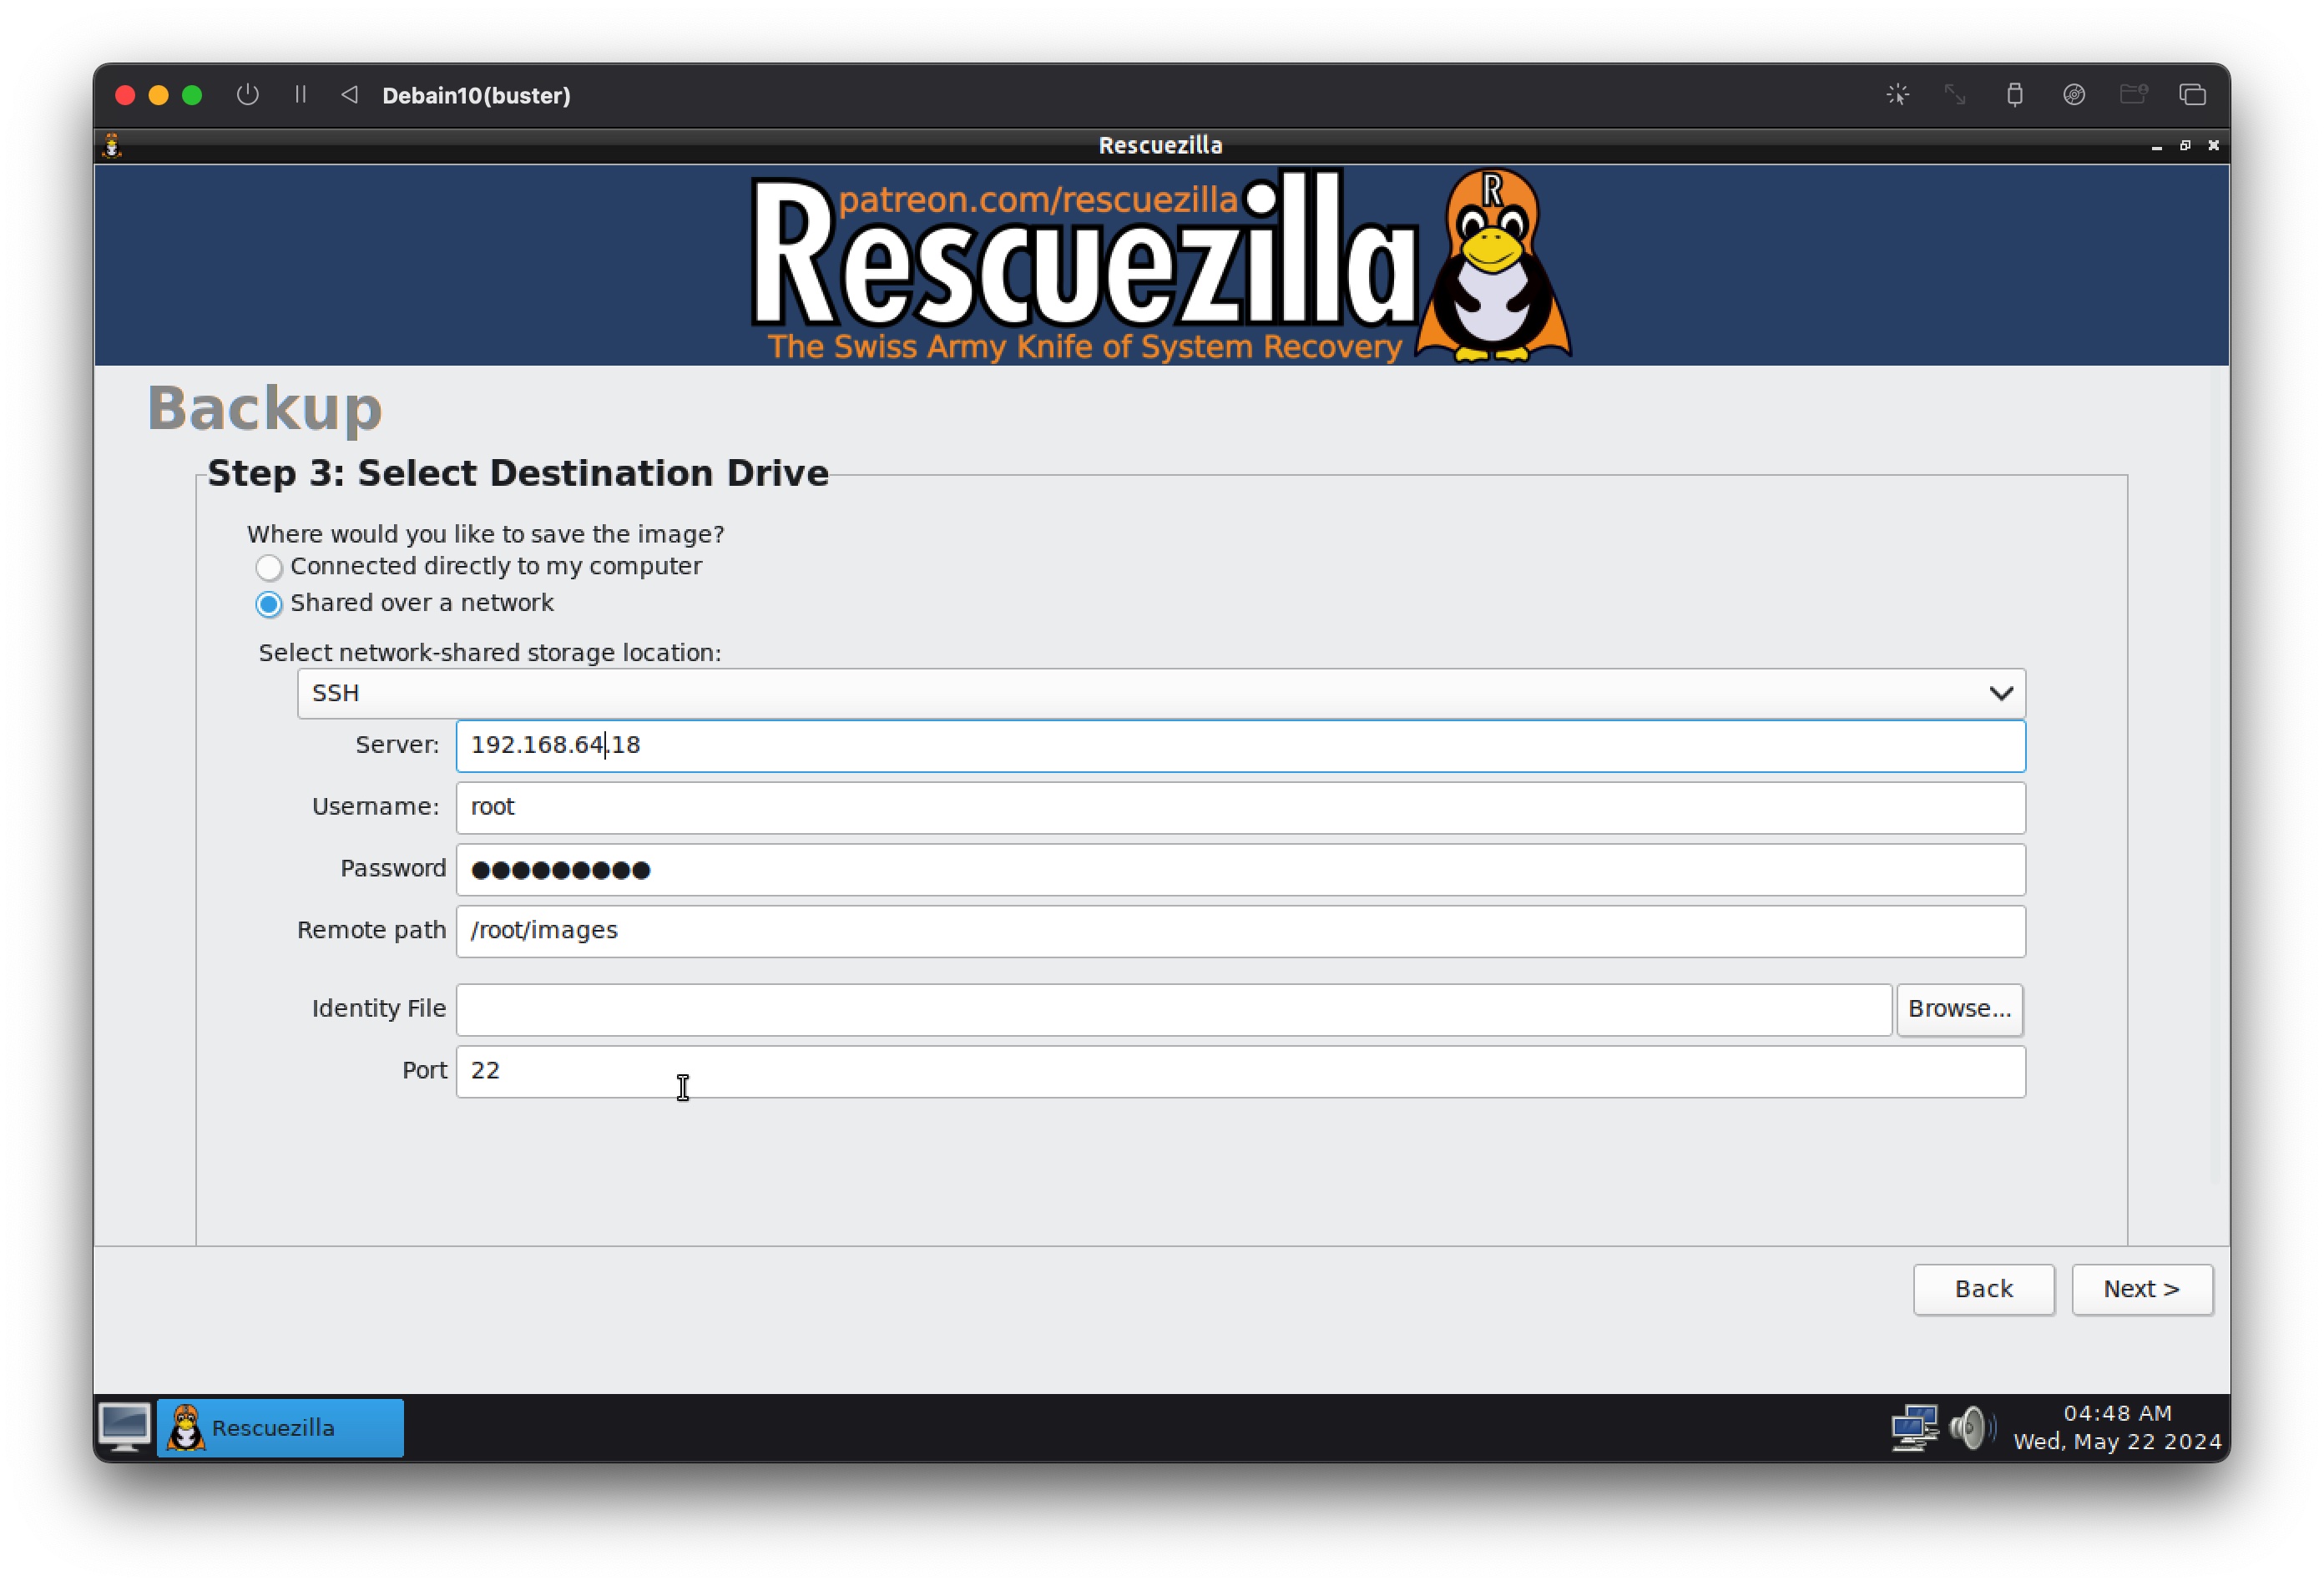 Debain10(buster)
Rescuezilla
patreon.com/rescuezilla
R
Rescuezilla
The Swiss Army Knife of System Recovery
Backup
Step 3: Select Destination Drive
Where would you like to save the image?
Connected directly to my computer
Shared over a network
Select network-shared storage location:
SSH
Server: 192.168.64.18
Username: root
Password ●●●●●●●●●
Remote path /root/images
Identity File Browse...
Port 22
Back Next >
Rescuezilla
04:48 AM
Wed, May 22 2024